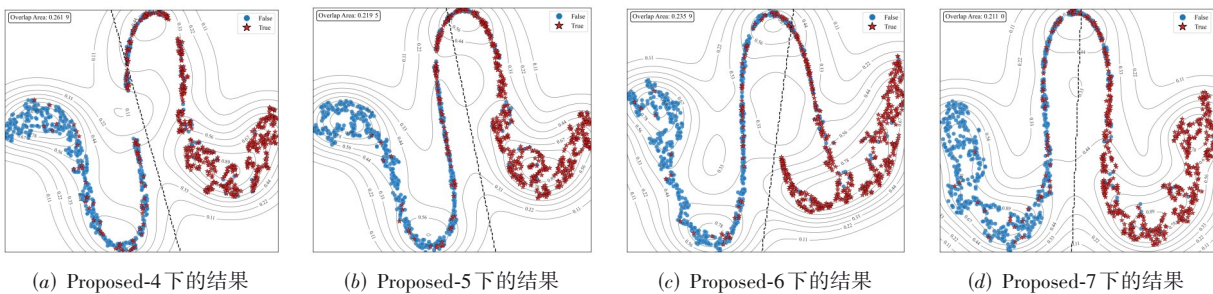 Overlap Area: 0.261 9
False
True
(a) Proposed-4下的结果
Overlap Area: 0.219 5
False
True
(b) Proposed-5下的结果
Overlap Area: 0.235 9
False
True
(c) Proposed-6下的结果
Overlap Area: 0.211 0
False
True
(d) Proposed-7下的结果